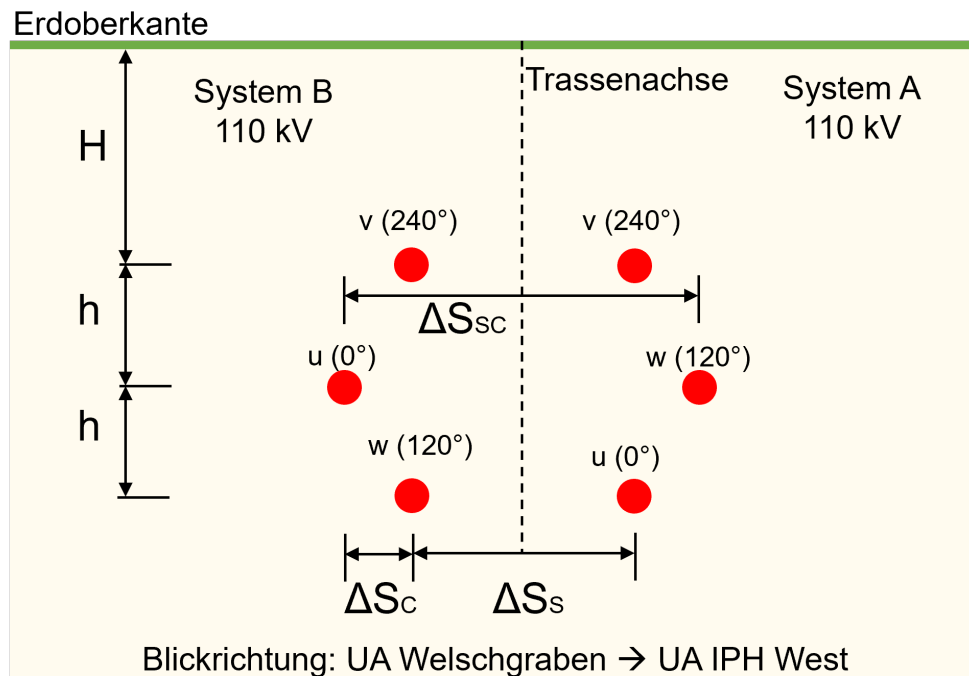 Erdoberkante
Trassenachse
System B
110 kV
System A
110 kV
H
v (240°)
v (240°)
ΔSSC
h
u (0°)
w (120°)
h
w (120°)
u (0°)
ΔSC
ΔSS
Blickrichtung: UA Welschgraben → UA IPH West